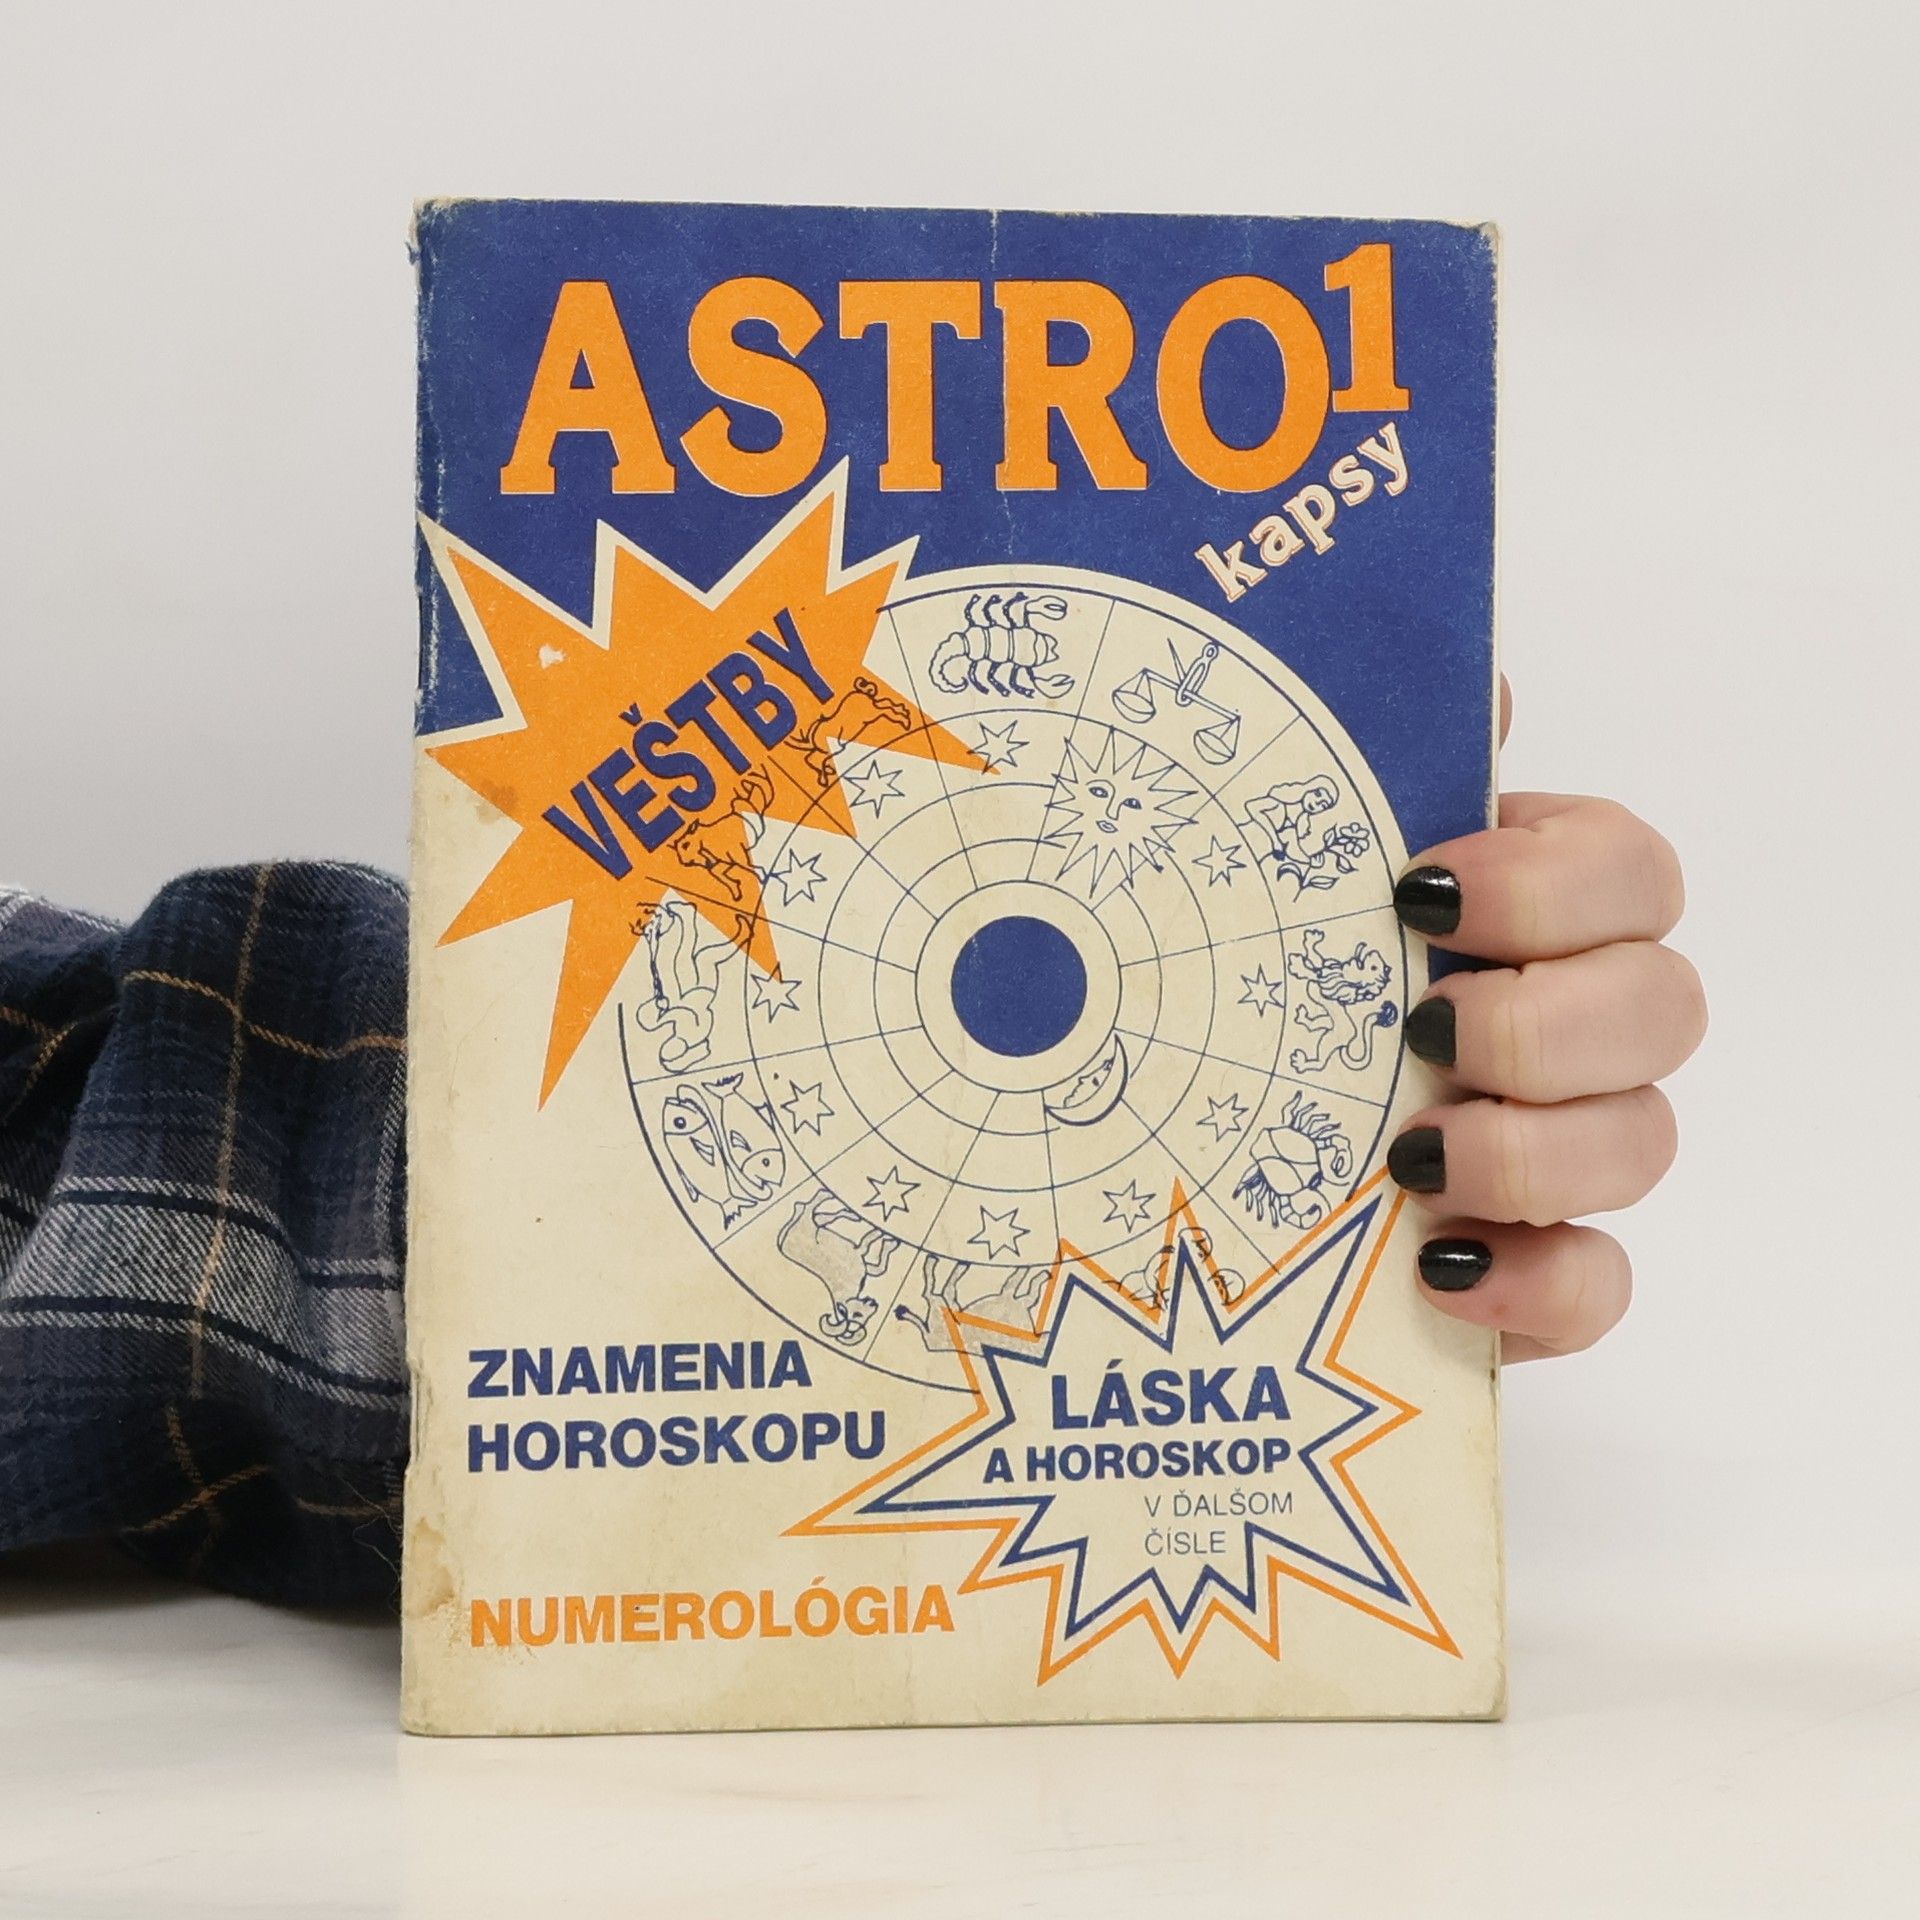 ASTRO1
kapsy
VEŠTBY
ZNAMENIA
HOROSKOPU
LÁSKA
A HOROSKOP
V ĎALŠOM
ČÍSLE
NUMEROLÓGIA